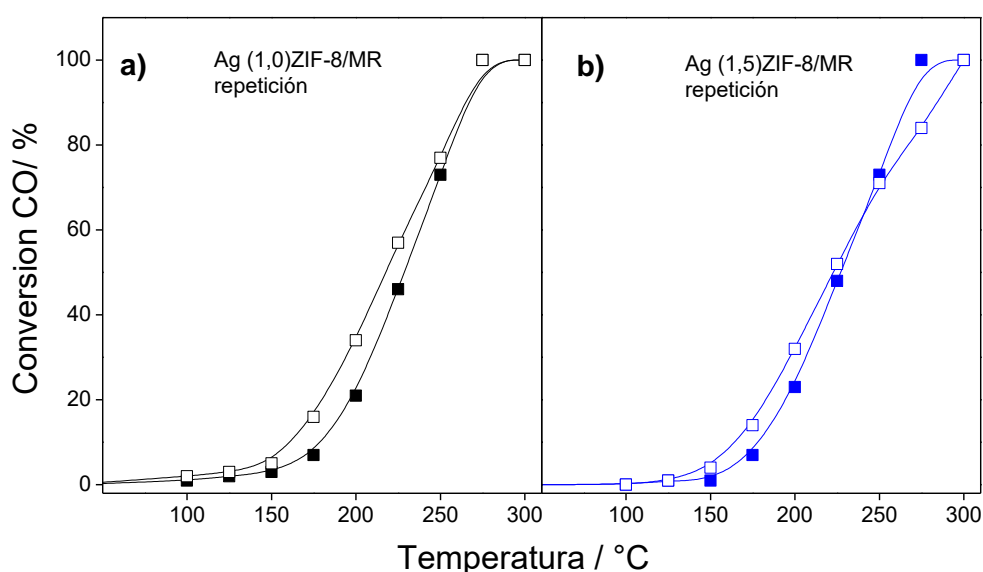 a)
Ag (1,0)ZIF-8/MR
repetición
b)
Ag (1,5)ZIF-8/MR
repetición
Conversion CO/ %
100
80
60
40
20
0
100 150 200 250 300
100 150 200 250 300
Temperatura / °C